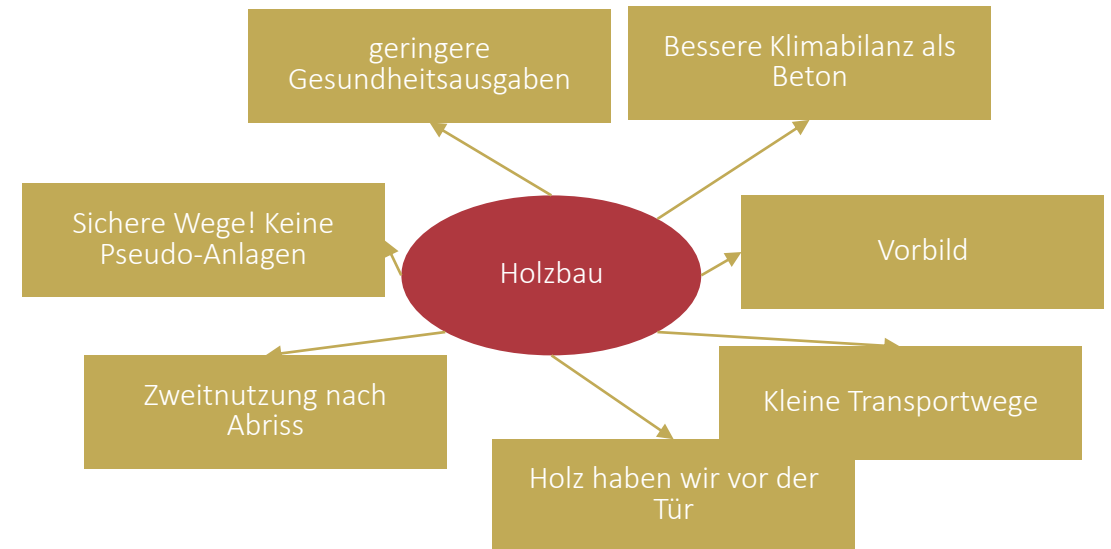 geringere
Gesundheitsausgaben
Bessere Klimabilanz als
Beton
Sichere Wege! Keine
Pseudo-Anlagen
Holzbau
Vorbild
Zweitnutzung nach
Abriss
Kleine Transportwege
Holz haben wir vor der
Tür